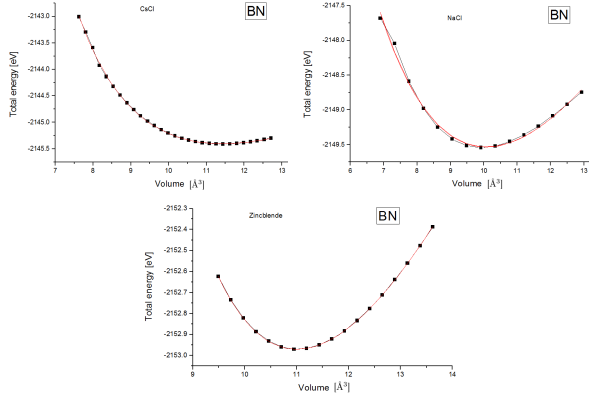 CsCl
BN
-2143.0
-2143.5
-2144.0
-2144.5
-2145.0
-2145.5
Total energy [eV]
7 8 9 10 11 12 13
Volume [Å³]
NaCl
BN
-2147.5
-2148.0
-2148.5
-2149.0
-2149.5
Total energy [eV]
6 7 8 9 10 11 12 13
Volume [Å³]
Zincblende
BN
-2152.3
-2152.4
-2152.5
-2152.6
-2152.7
-2152.8
-2152.9
-2153.0
Total energy [eV]
9 10 11 12 13 14
Volume [Å³]